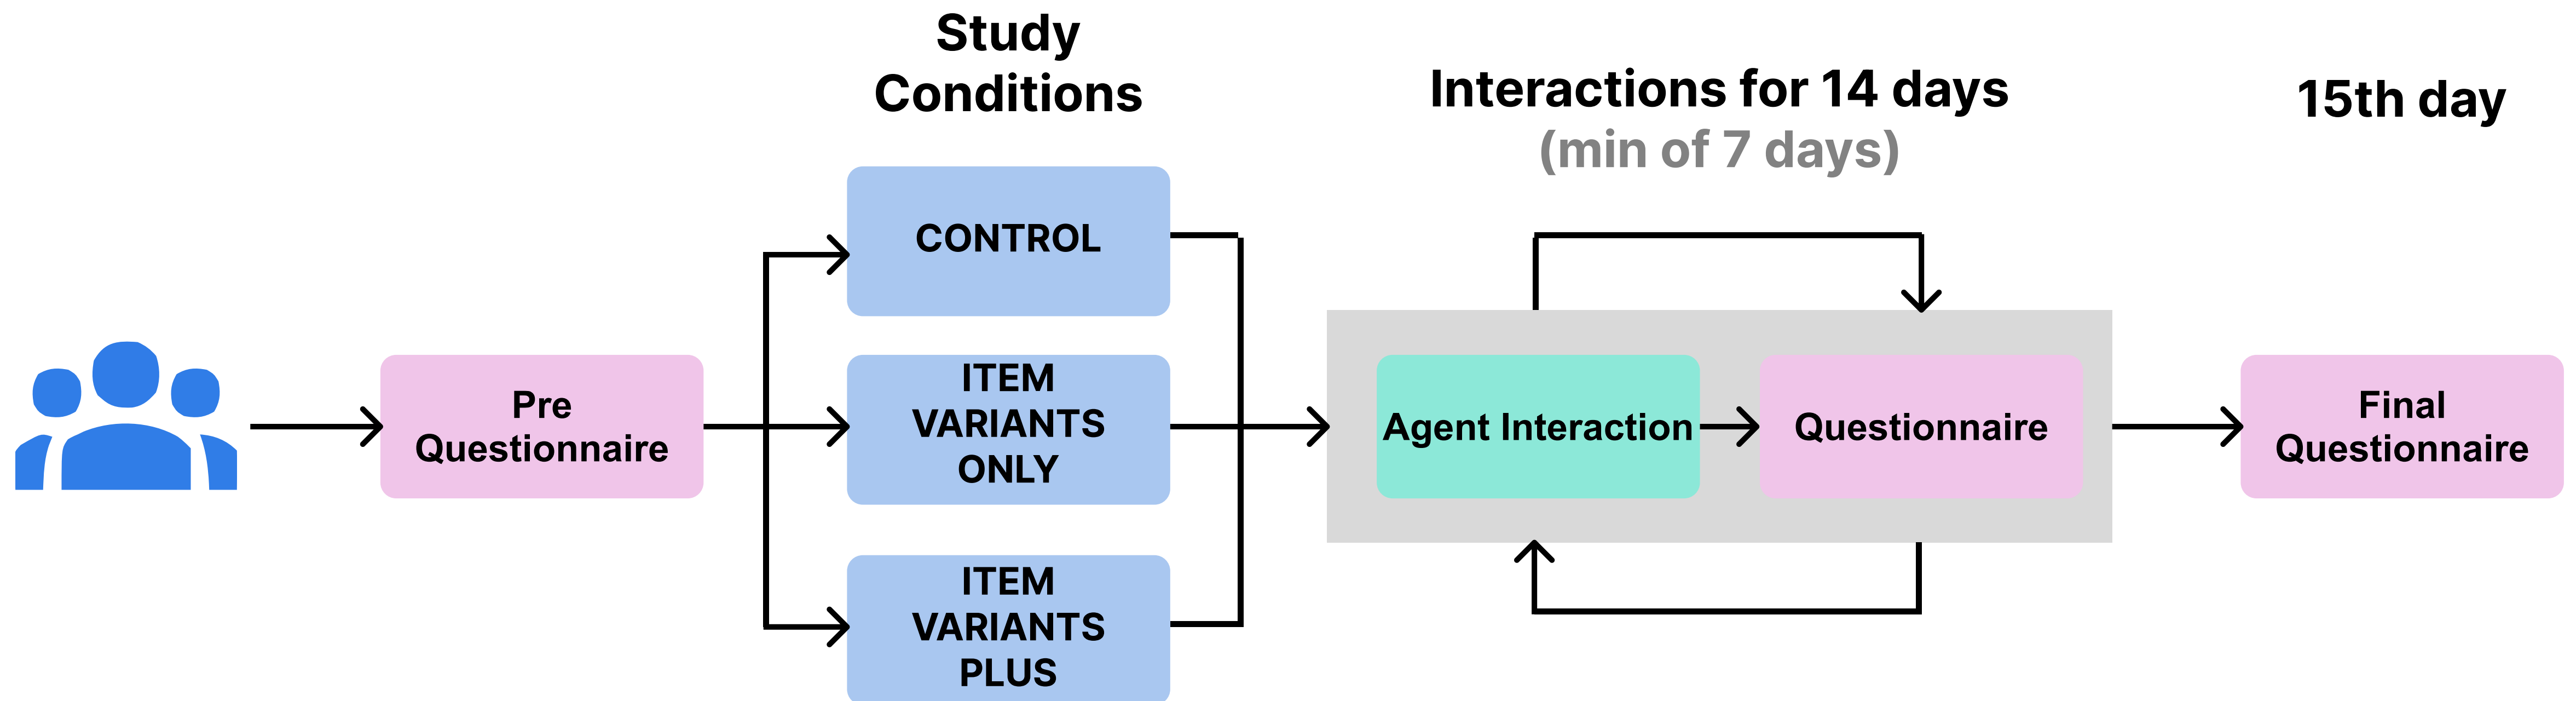 Study
Conditions
Interactions for 14 days
(min of 7 days)
15th day
Pre
Questionnaire
CONTROL
ITEM
VARIANTS
ONLY
ITEM
VARIANTS
PLUS
Agent Interaction
Questionnaire
Final
Questionnaire